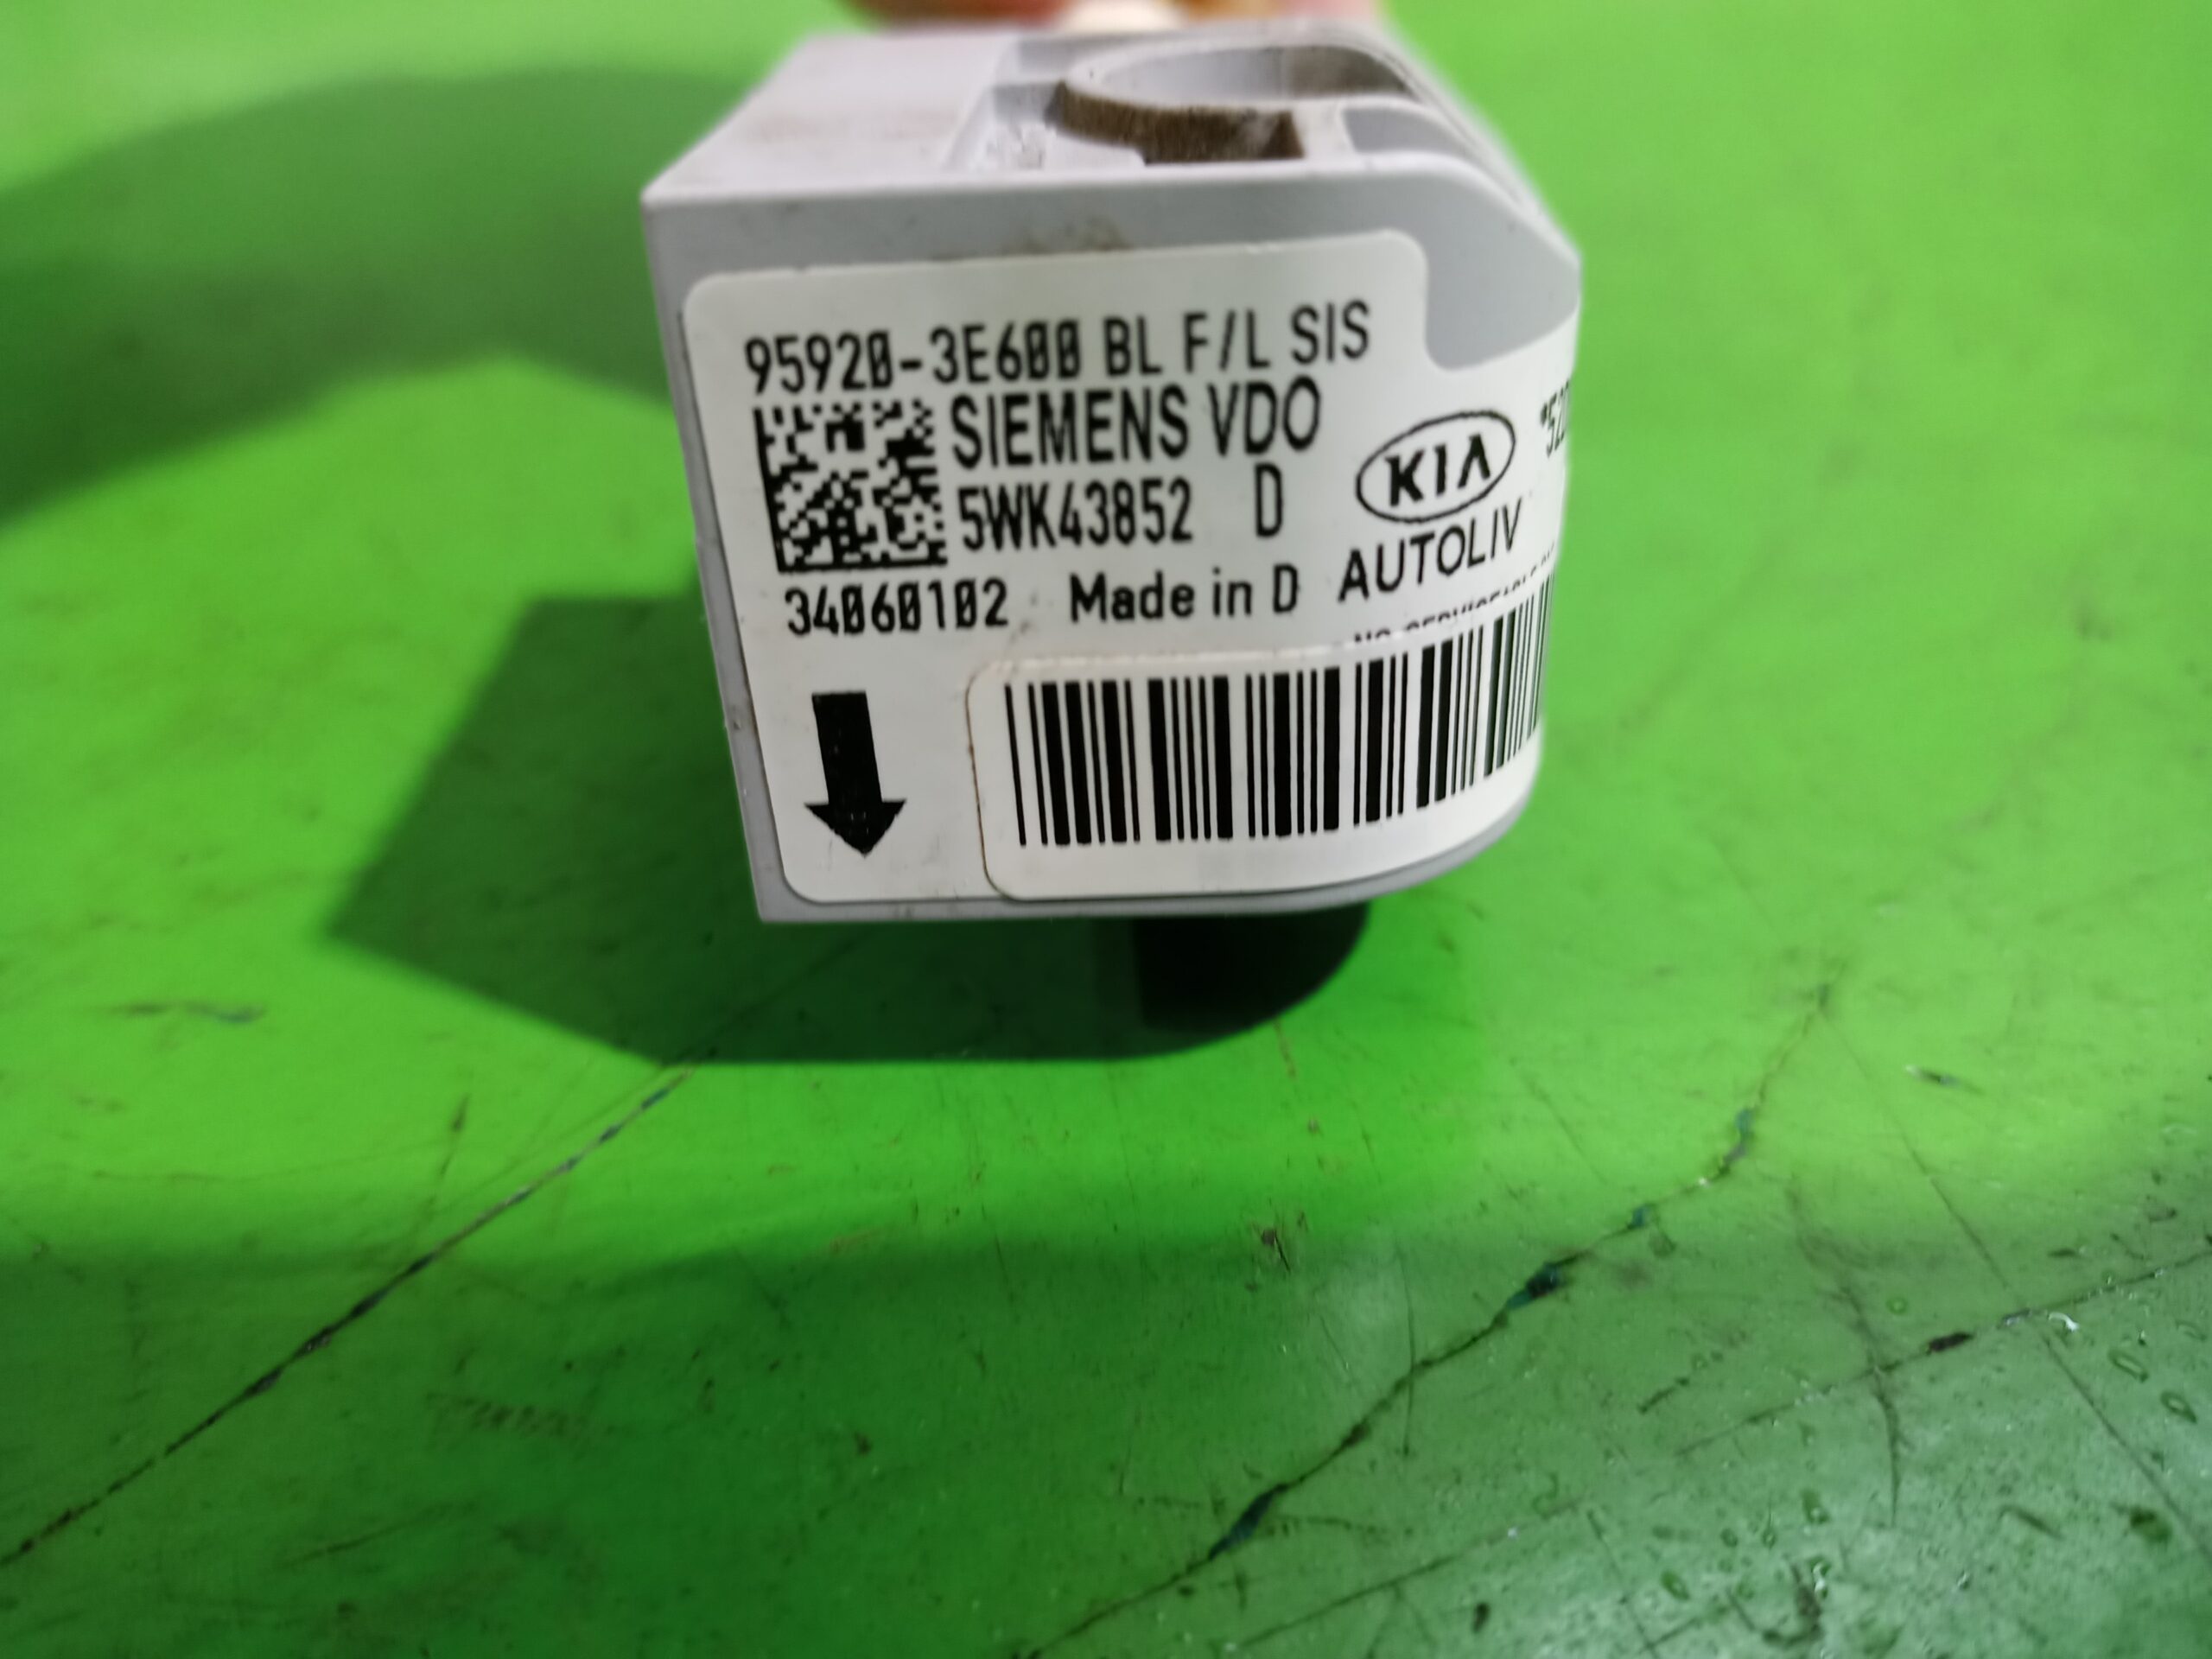 95920-3E600 BL F/L SIS
SIEMENS VDO
5WK43852 D
34060102 Made in D
KIA
AUTOLIV